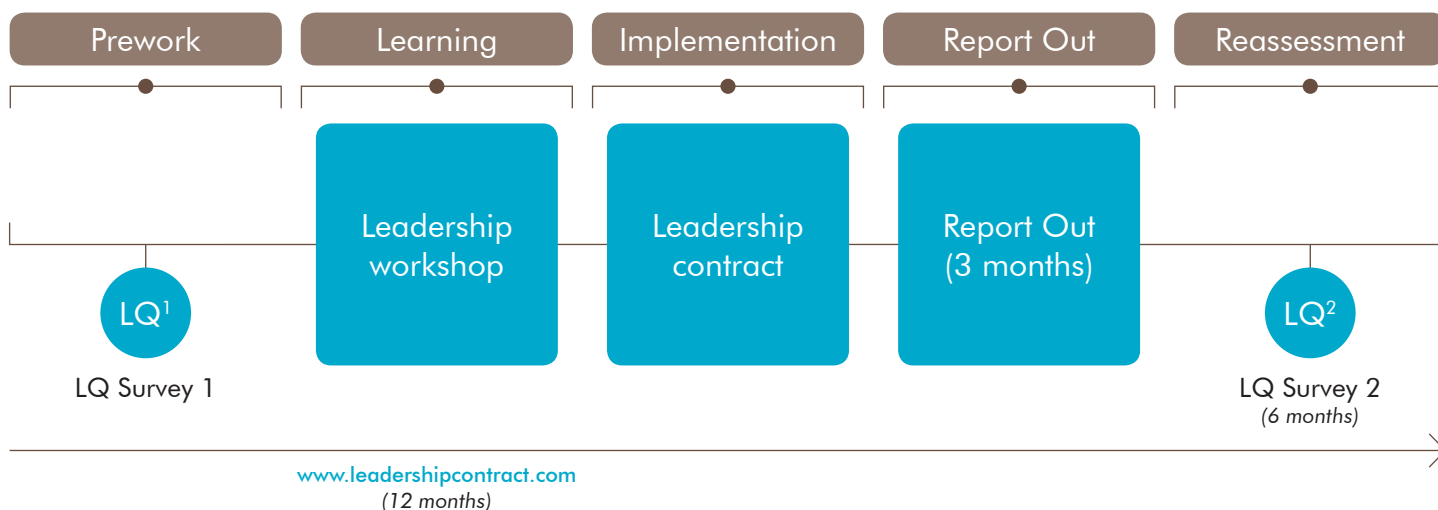 Prework
Learning
Implementation
Report Out
Reassessment
Leadership
workshop
Leadership
contract
Report Out
(3 months)
LQ¹
LQ Survey 1
LQ²
LQ Survey 2
(6 months)
www.leadershipcontract.com
(12 months)